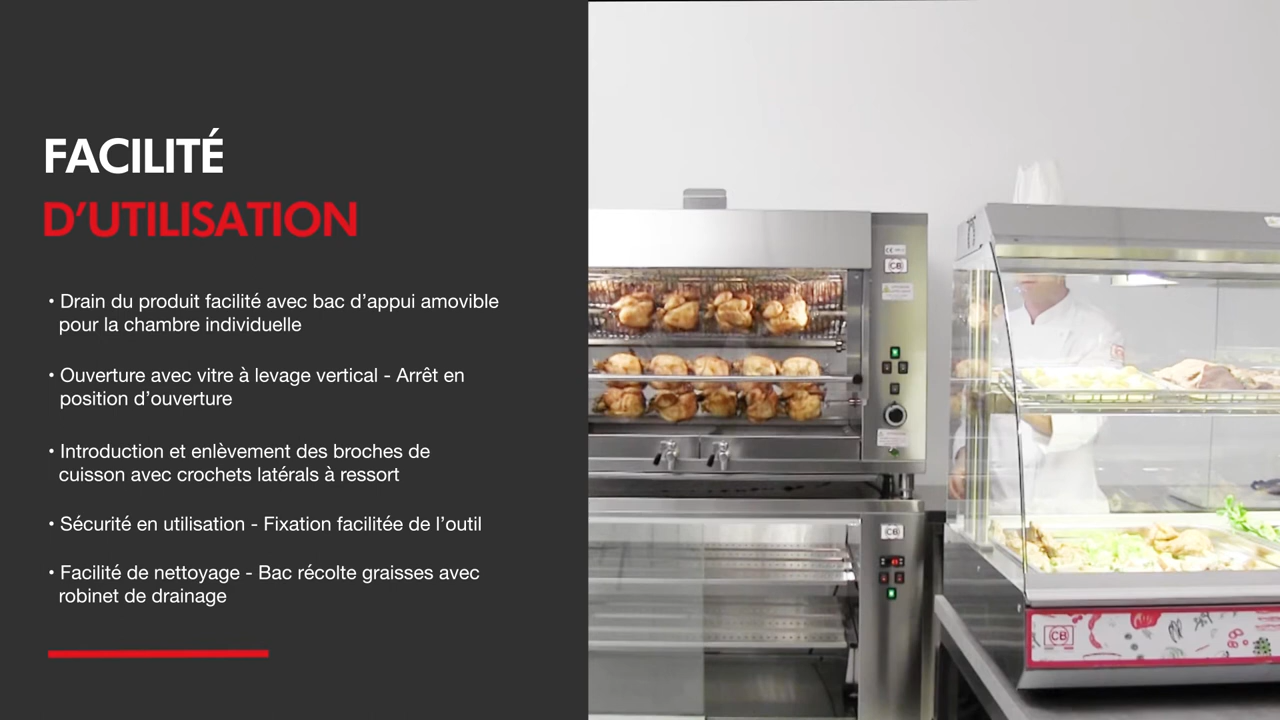 FACILITÉ
D’UTILISATION
• Drain du produit facilité avec bac d’appui amovible
pour la chambre individuelle
• Ouverture avec vitre à levage vertical - Arrêt en
position d’ouverture
• Introduction et enlèvement des broches de
cuisson avec crochets latérals à ressort
• Sécurité en utilisation - Fixation facilitée de l’outil
• Facilité de nettoyage - Bac récolte graisses avec
robinet de drainage
CB
CB
CB